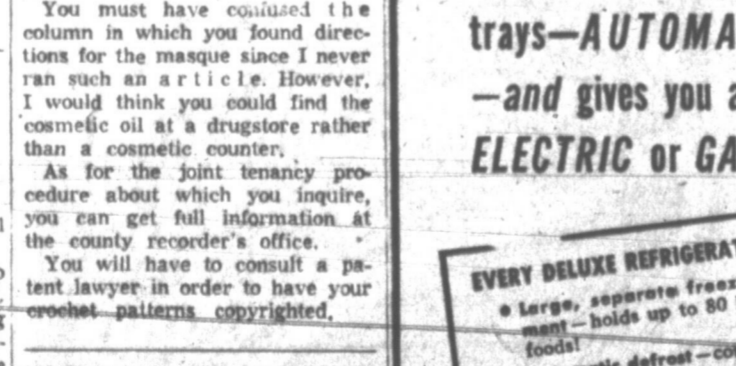 You must have confused the
column in which you found direc-
tions for the masque since I never
ran such an article. However,
I would think you could find the
cosmetic oil at a drugstore rather
than a cosmetic counter.
As for the joint tenancy pro-
cedure about which you inquire,
you can get full information at
the county recorder's office.
You will have to consult a pa-
tent lawyer in order to have your
crochet patterns copyrighted.
trays—AUTOMA
—and gives you a
ELECTRIC or GA
EVERY DELUXE REFRIGERAT
• Large, separate freez
ment—holds up to 80
foods!
defrost—co